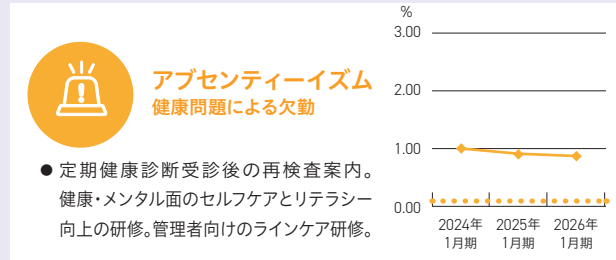 アブセンティーイズム
健康問題による欠勤
● 定期健康診断受診後の再検査案内。
健康・メンタル面のセルフケアとリテラシー
向上の研修。管理者向けのラインケア研修。
%
3.00
2.00
1.00
0.00
2024年 2025年 2026年
1月期 1月期 1月期